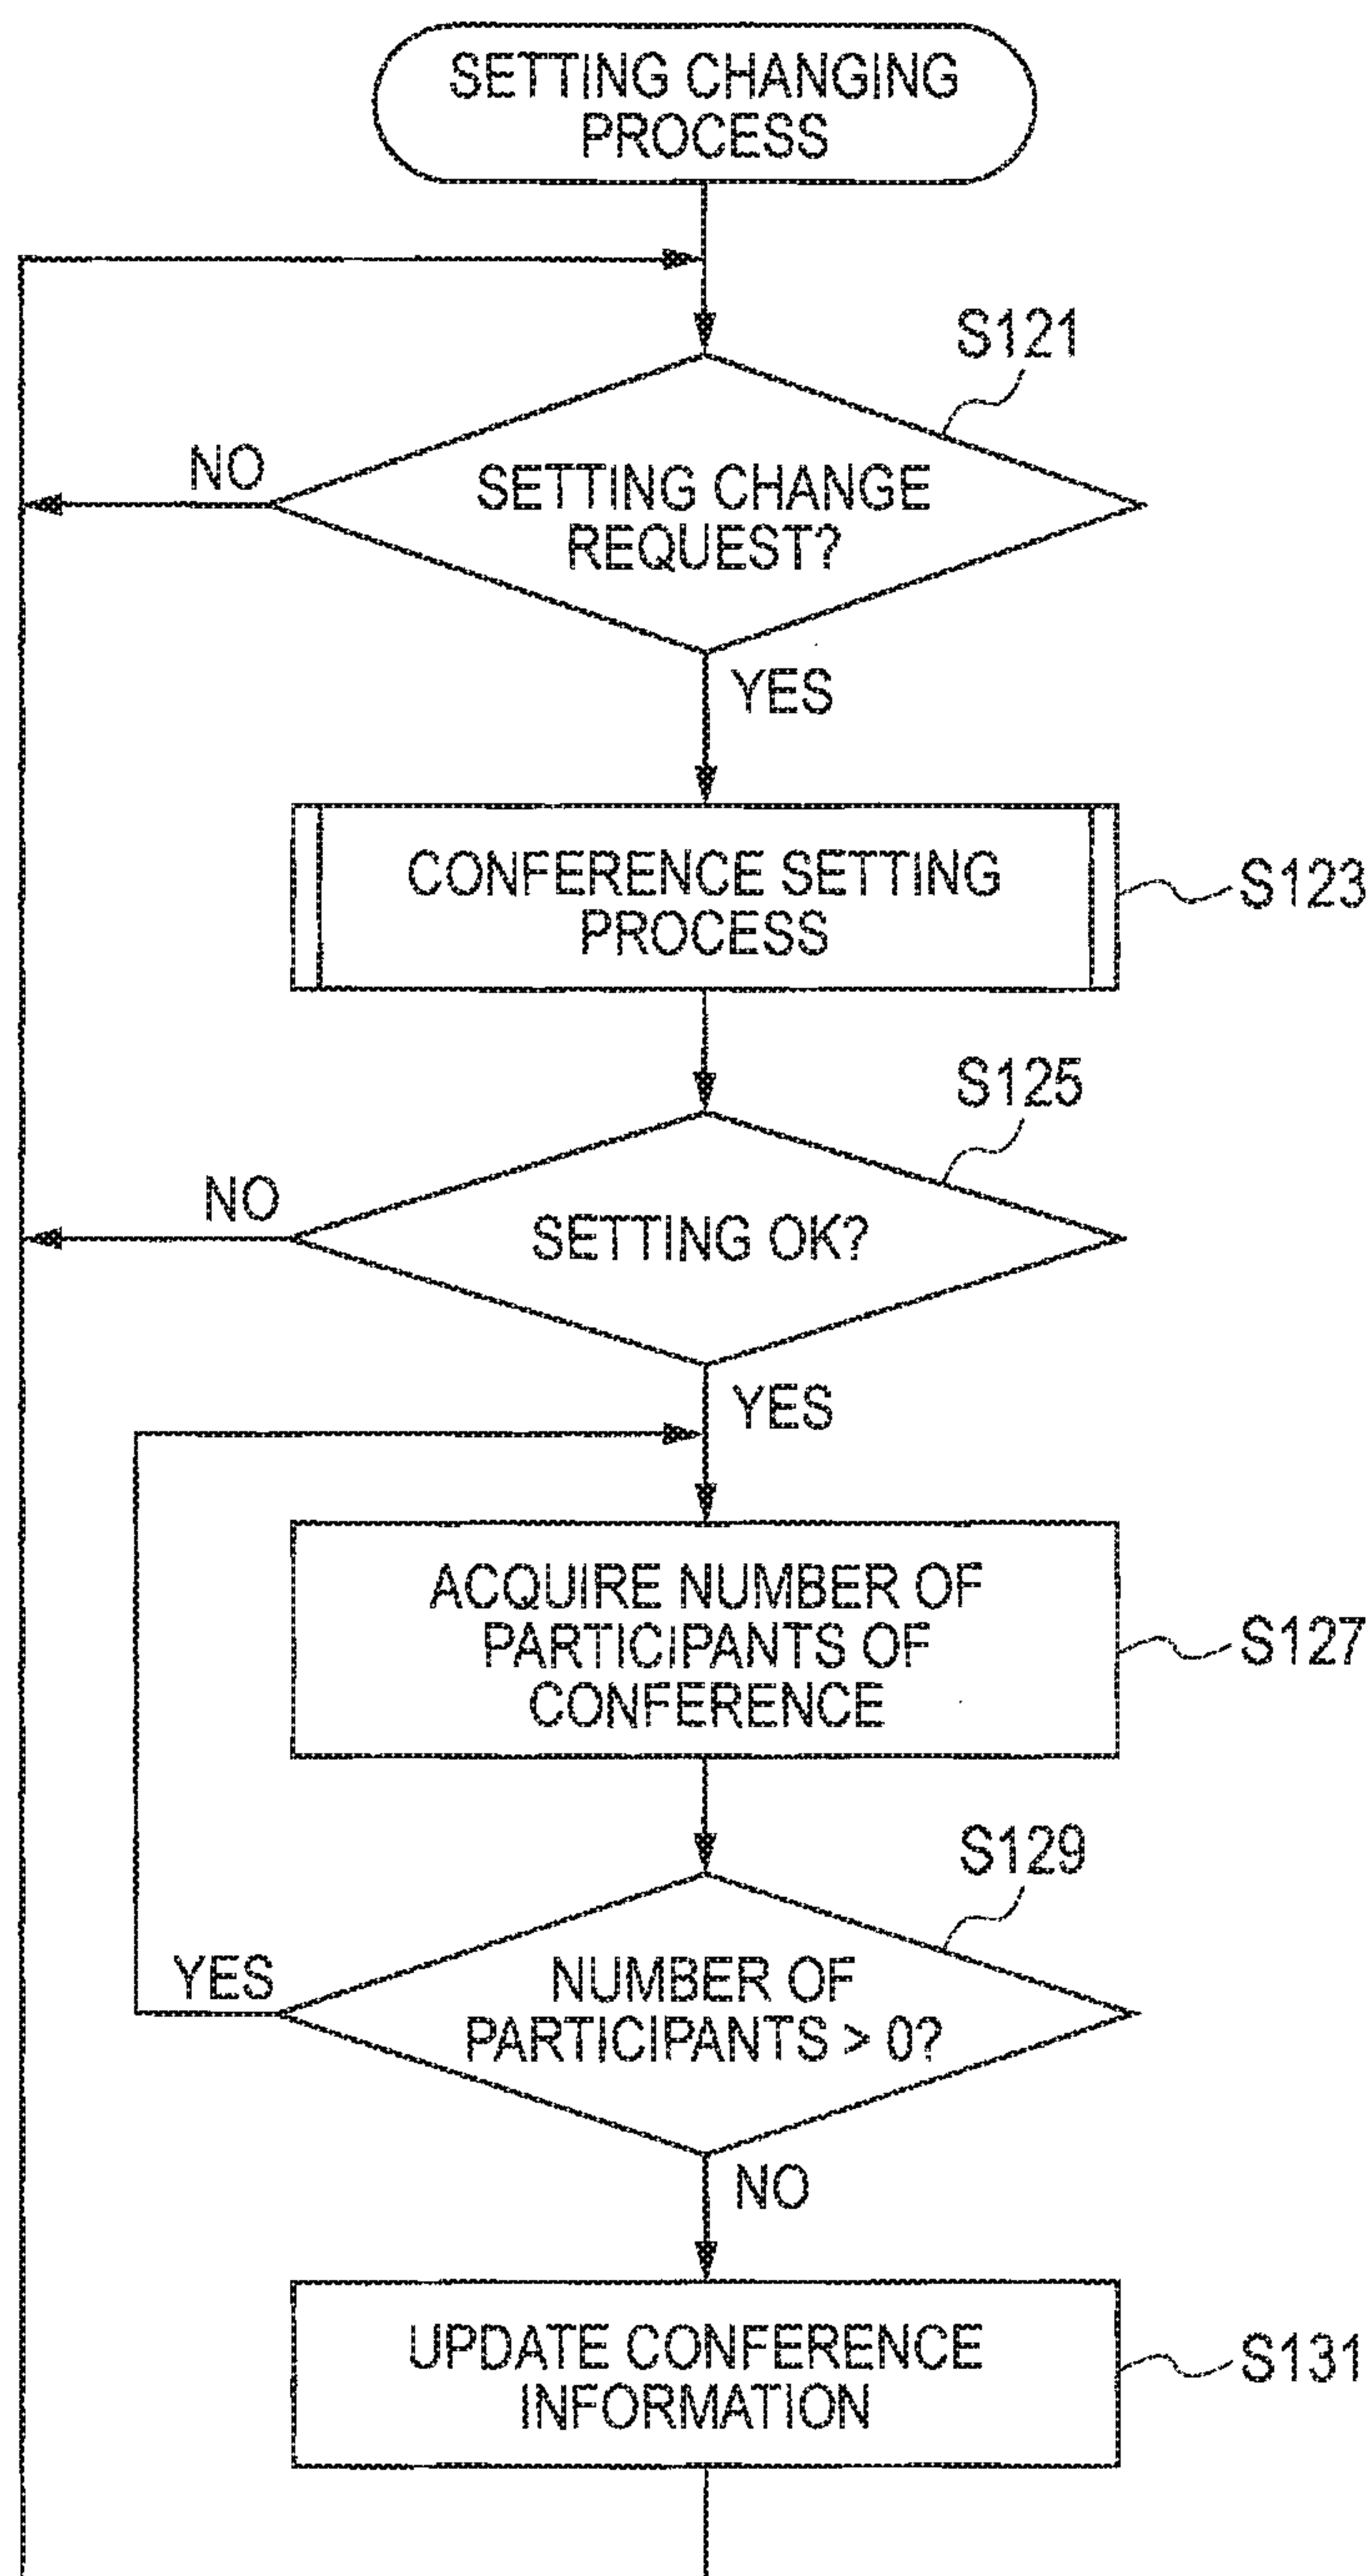 SETTING CHANGING
PROCESS
S121
NO
SETTING CHANGE
REQUEST?
YES
CONFERENCE SETTING
PROCESS
S123
S125
NO
SETTING OK?
YES
ACQUIRE NUMBER OF
PARTICIPANTS OF
CONFERENCE
S127
S129
YES
NUMBER OF
PARTICIPANTS > 0?
NO
UPDATE CONFERENCE
INFORMATION
S131